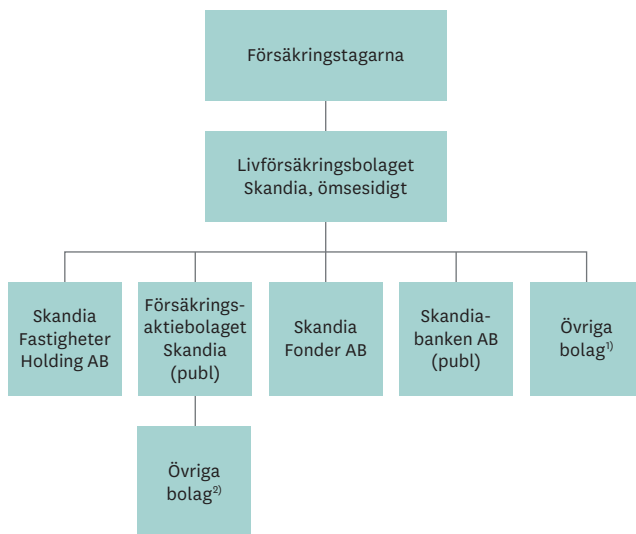 Försäkringstagarna
Livförsäkringsbolaget
Skandia, ömsesidigt
Skandia
Fastigheter
Holding AB
Försäkrings-
aktiebolaget
Skandia
(publ)
Skandia
Fonder AB
Skandia-
banken AB
(publ)
Övriga
bolag¹⁾
Övriga
bolag²⁾